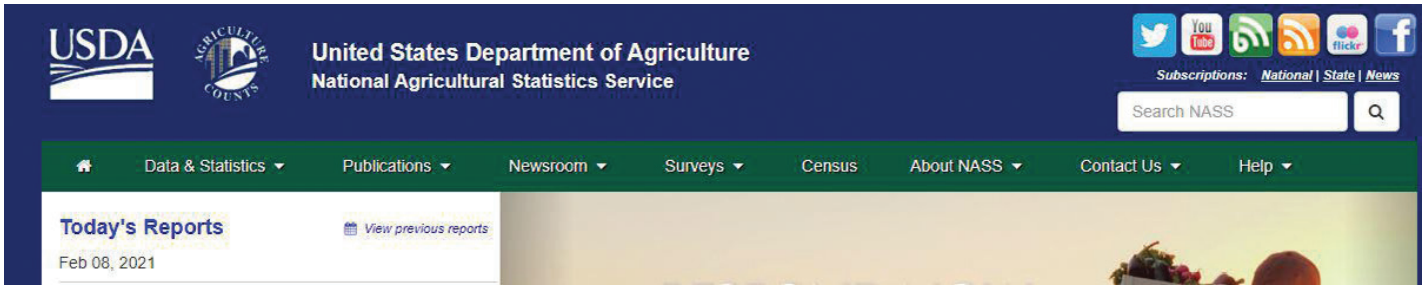 USDA
AGRICULTURE
COUNTS
United States Department of Agriculture
National Agricultural Statistics Service
You
Tube
flickr
f
Subscriptions: National | State | News
Search NASS
Data & Statistics
Publications
Newsroom
Surveys
Census
About NASS
Contact Us
Help
Today's Reports
View previous reports
Feb 08, 2021